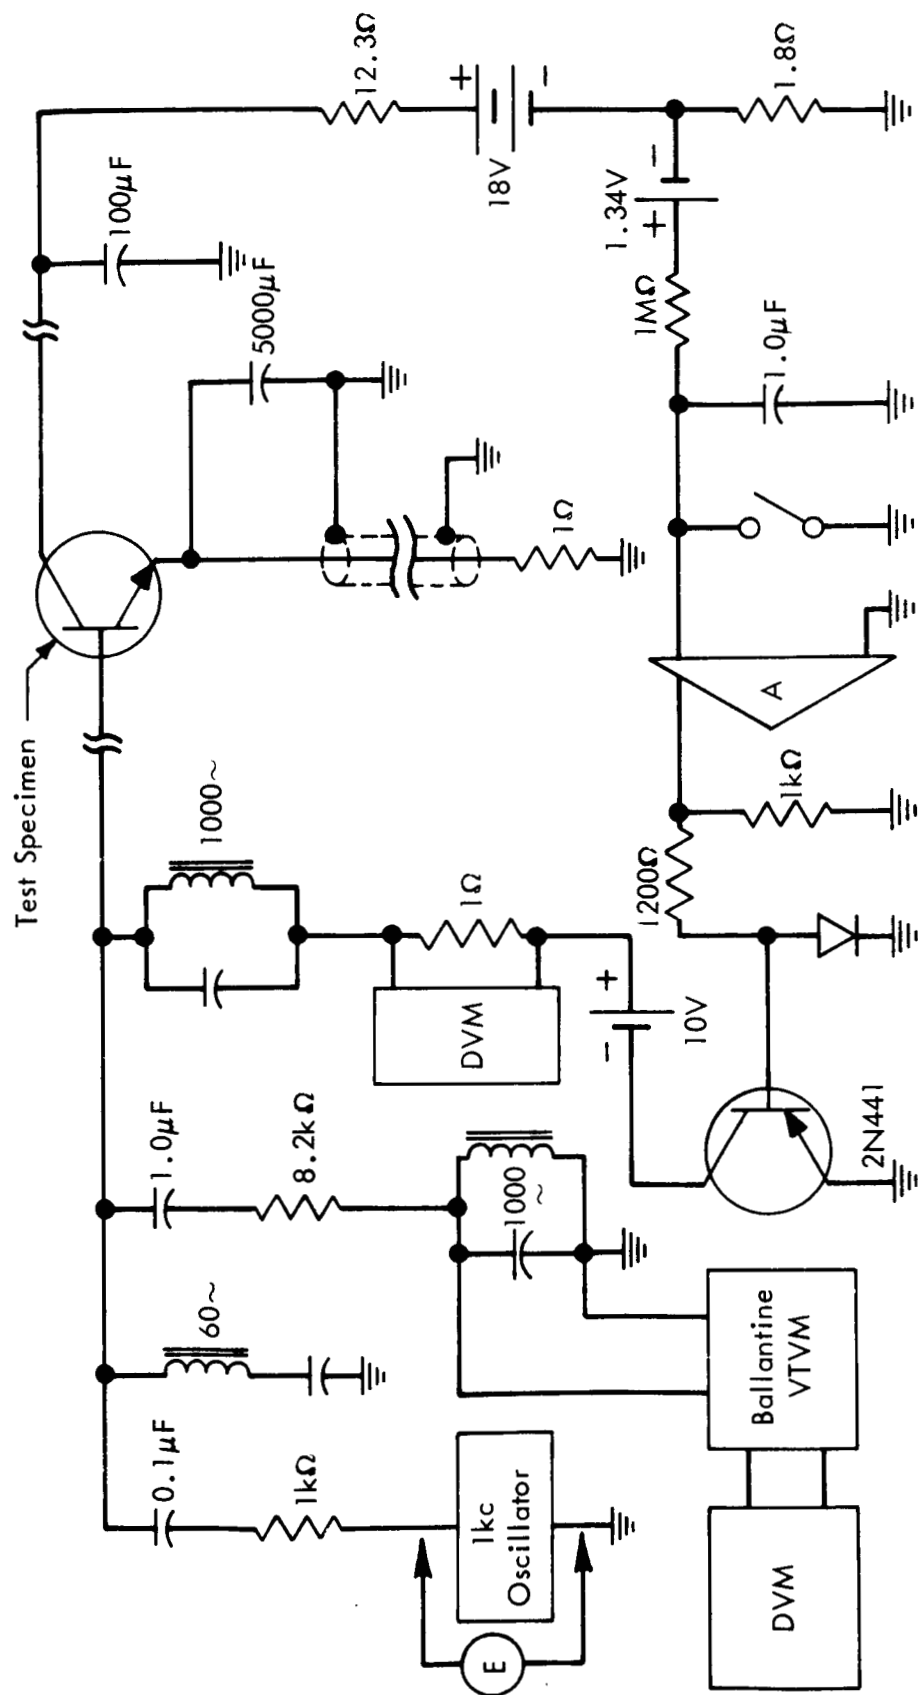 Test Specimen
0.1μF
1kΩ
1kc
Oscillator
E
60~
1.0μF
8.2kΩ
1000
~
Ballantine
VTVM
DVM
1000~
DVM
1Ω
+
-
10V
2N441
1200Ω
1kΩ
A
5000μF
1Ω
100μF
12.3Ω
+
-
18V
1.34V
+
-
1MΩ
1.0μF
1.8Ω